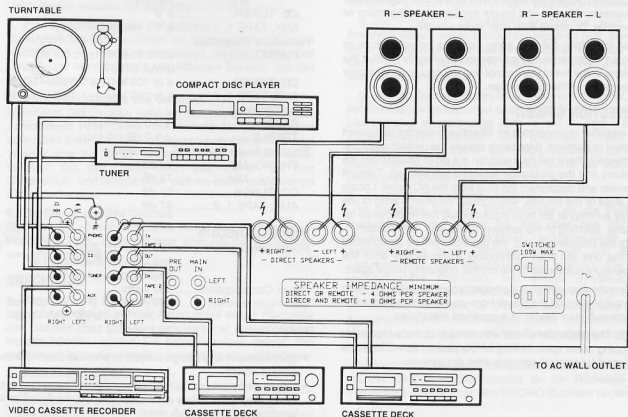 TURNTABLE
R — SPEAKER — L
R — SPEAKER — L
COMPACT DISC PLAYER
TUNER
MM MC
PHONO
CD
TUNER
AUX
RIGHT LEFT
IN
TAPE 1
OUT
IN
TAPE 2
OUT
RIGHT LEFT
PRE OUT
MAIN IN
LEFT
RIGHT
+ RIGHT - - LEFT +
- DIRECT SPEAKERS -
+ RIGHT - - LEFT +
- REMOTE SPEAKERS -
SPEAKER IMPEDANCE MINIMUM
DIRECT OR REMOTE - 4 OHMS PER SPEAKER
DIRECR AND REMOTE - 8 OHMS PER SPEAKER
SWITCHED
100W MAX.
~
TO AC WALL OUTLET
VIDEO CASSETTE RECORDER
CASSETTE DECK
CASSETTE DECK